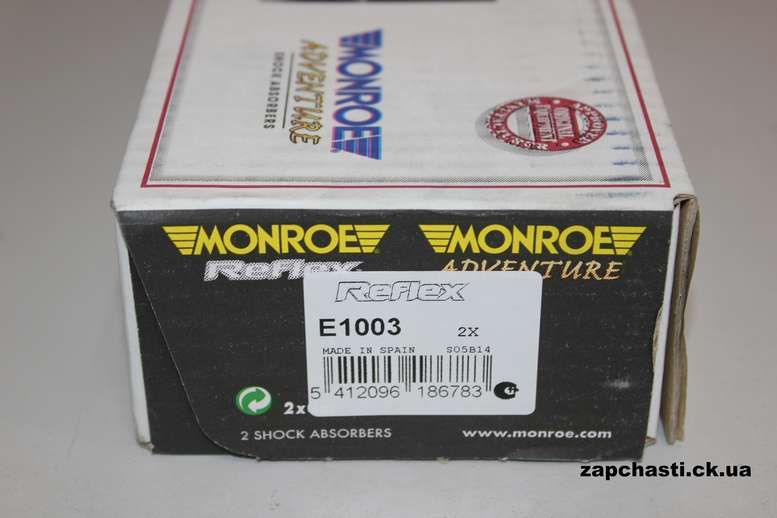 MONROE
ADVENTURE
SHOCK ABSORBERS
MONROE
Reflex
MONROE
ADVENTURE
Reflex
E1003 2X
MADE IN SPAIN S05B14
5 412096 186783
2x
2 SHOCK ABSORBERS
www.monroe.com
zapchasti.ck.ua